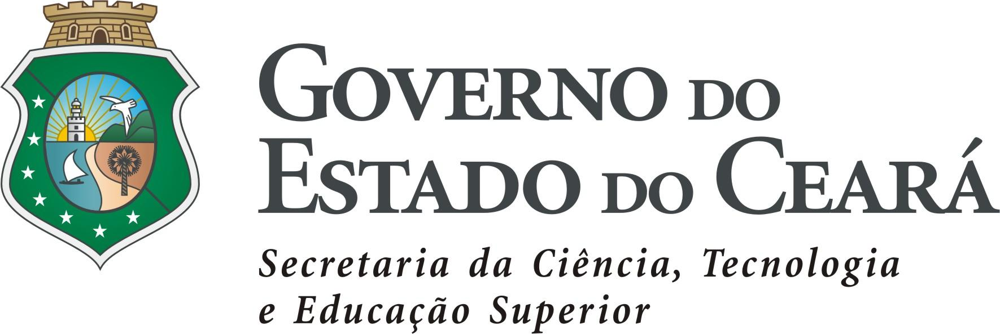 Governo do
Estado do Ceará
Secretaria da Ciência, Tecnologia
e Educação Superior